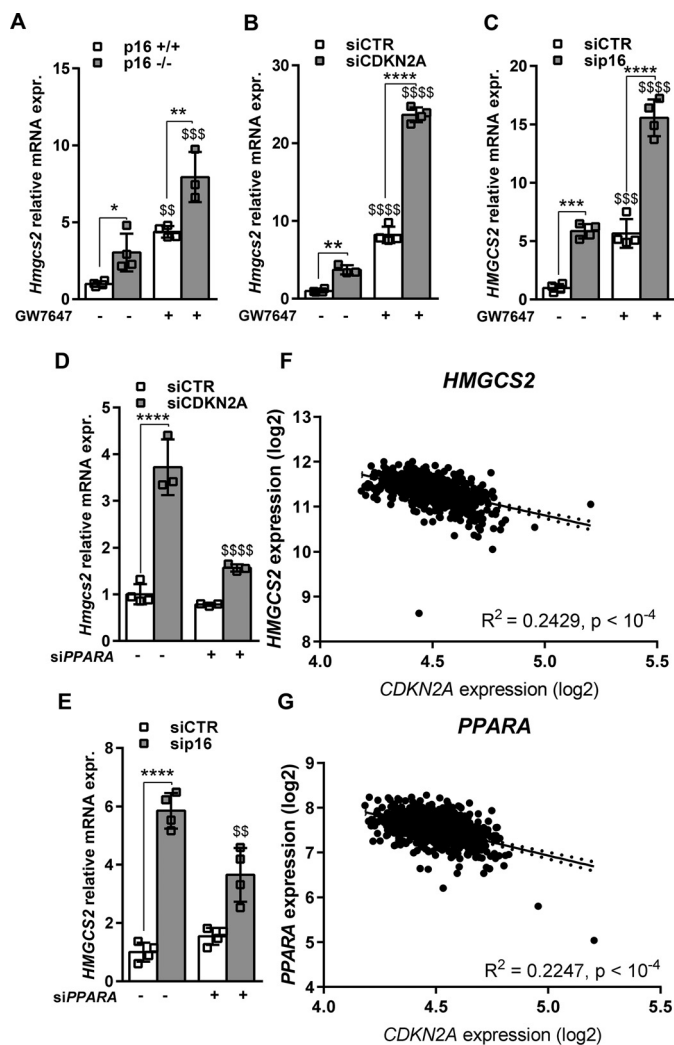 A
p16 +/+
p16 -/-
Hmgcs2 relative mRNA expr.
15
10
5
0
*
**
$$
$$$
GW7647 - - + +
B
siCTR
siCDKN2A
Hmgcs2 relative mRNA expr.
30
20
10
0
**
****
$$$$
$$$$
GW7647 - - + +
C
siCTR
sip16
HMGCS2 relative mRNA expr.
20
15
10
5
0
***
****
$$$
$$$$
GW7647 - - + +
D
siCTR
siCDKN2A
Hmgcs2 relative mRNA expr.
5
4
3
2
1
0
****
$$$$
siPPARA - - + +
F
HMGCS2
HMGCS2 expression (log2)
13
12
11
10
9
8
R² = 0.2429, p < 10⁻⁴
4.0 4.5 5.0 5.5
CDKN2A expression (log2)
E
siCTR
sip16
HMGCS2 relative mRNA expr.
8
6
4
2
0
****
$$
siPPARA - - + +
G
PPARA
PPARA expression (log2)
9
8
7
6
5
4
R² = 0.2247, p < 10⁻⁴
4.0 4.5 5.0 5.5
CDKN2A expression (log2)